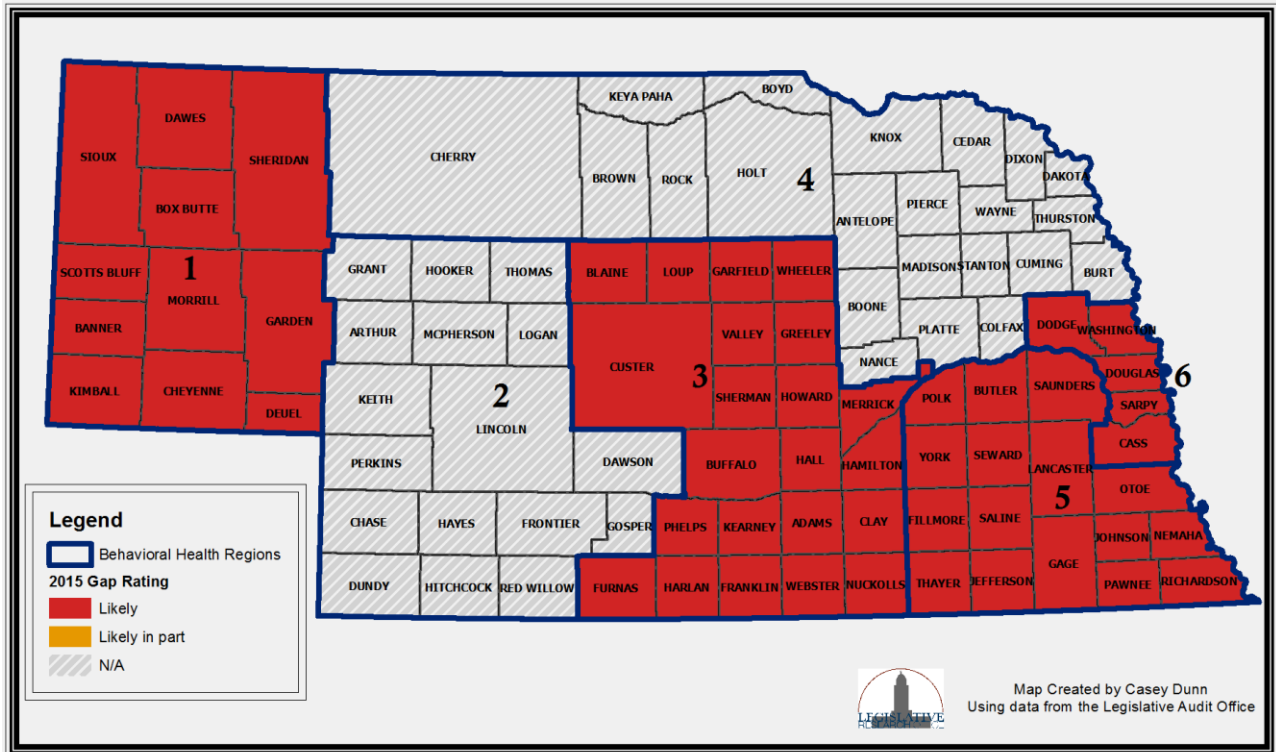 KEYA PAHA
BOYD
DAWES
SIOUX
SHERIDAN
CHERRY
KNOX
CEDAR
DIXON
DAKOTA
BROWN
ROCK
HOLT
4
BOX BUTTE
PIERCE
WAYNE
THURSTON
ANTELOPE
SCOTTS BLUFF
1
MORRILL
GRANT
HOOKER
THOMAS
BLAINE
LOUP
GARFIELD
WHEELER
MADISON
STANTON
CUMING
BURT
BANNER
GARDEN
ARTHUR
MCPHERSON
LOGAN
VALLEY
GREELEY
BOONE
PLATTE
COLFAX
DODGE
WASHINGTON
KIMBALL
CHEYENNE
DEUEL
KEITH
2
LINCOLN
CUSTER
3
SHERMAN
HOWARD
NANCE
MERRICK
POLK
BUTLER
SAUNDERS
DOUGLAS
6
SARPY
CASS
PERKINS
DAWSON
BUFFALO
HALL
HAMILTON
YORK
SEWARD
LANCASTER
5
OTOE
CHASE
HAYES
FRONTIER
GOSPER
PHELPS
KEARNEY
ADAMS
CLAY
FILLMORE
SALINE
JOHNSON
NEMAHA
DUNDY
HITCHCOCK
RED WILLOW
FURNAS
HARLAN
FRANKLIN
WEBSTER
NUCKOLLS
THAYER
JEFFERSON
GAGE
PAWNEE
RICHARDSON
Legend
Behavioral Health Regions
2015 Gap Rating
Likely
Likely in part
N/A
LEGISLATIVE
RESEARCH
Map Created by Casey Dunn
Using data from the Legislative Audit Office